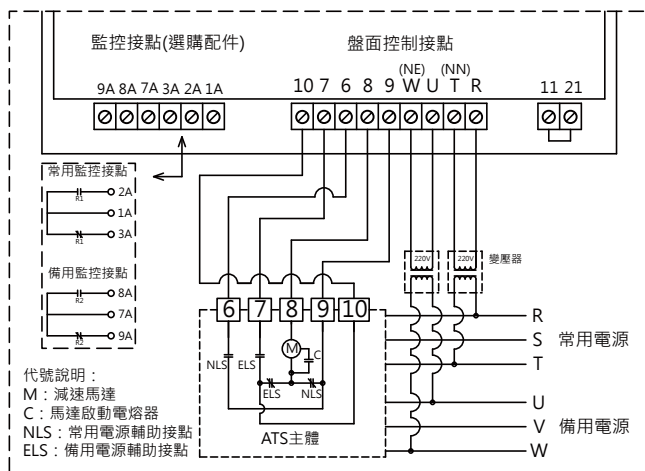 監控接點(選購配件)
盤面控制接點
9A 8A 7A 3A 2A 1A
(NE) (NN)
10 7 6 8 9 W U T R
11 21
常用監控接點
R1 2A
1A
R1 3A
備用監控接點
R2 8A
7A
R2 9A
220V 220V 變壓器
6 7 8 9 10
M C
NLS ELS
ELS NLS
ATS主體
R
S 常用電源
T
U
V 備用電源
W
代號說明：
M：減速馬達
C：馬達啟動電熔器
NLS：常用電源輔助接點
ELS：備用電源輔助接點